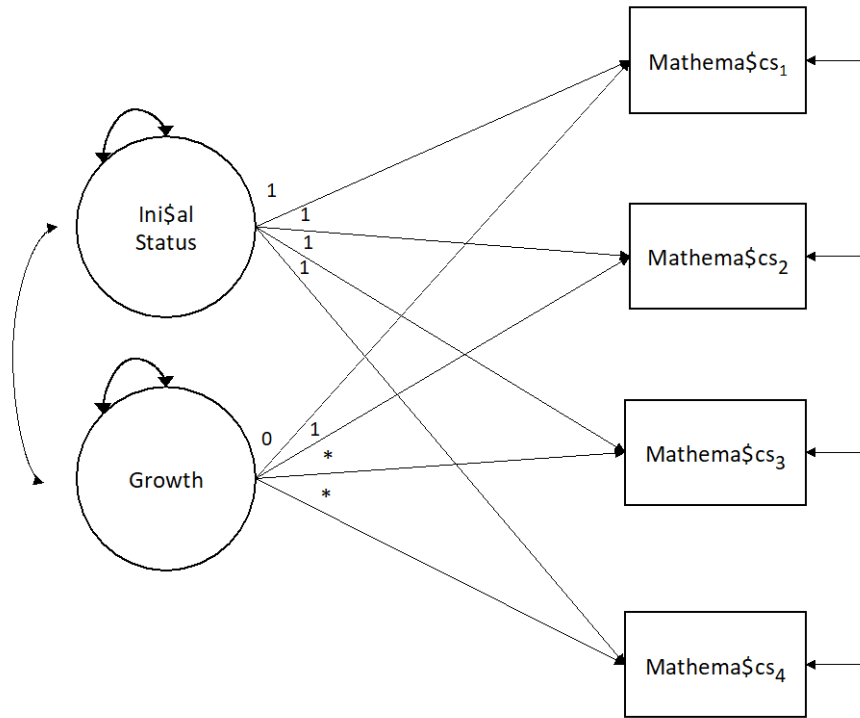 Mathema$cs₁
1
Ini$al
Status
1
1
1
Mathema$cs₂
0
1
*
*
Growth
Mathema$cs₃
Mathema$cs₄